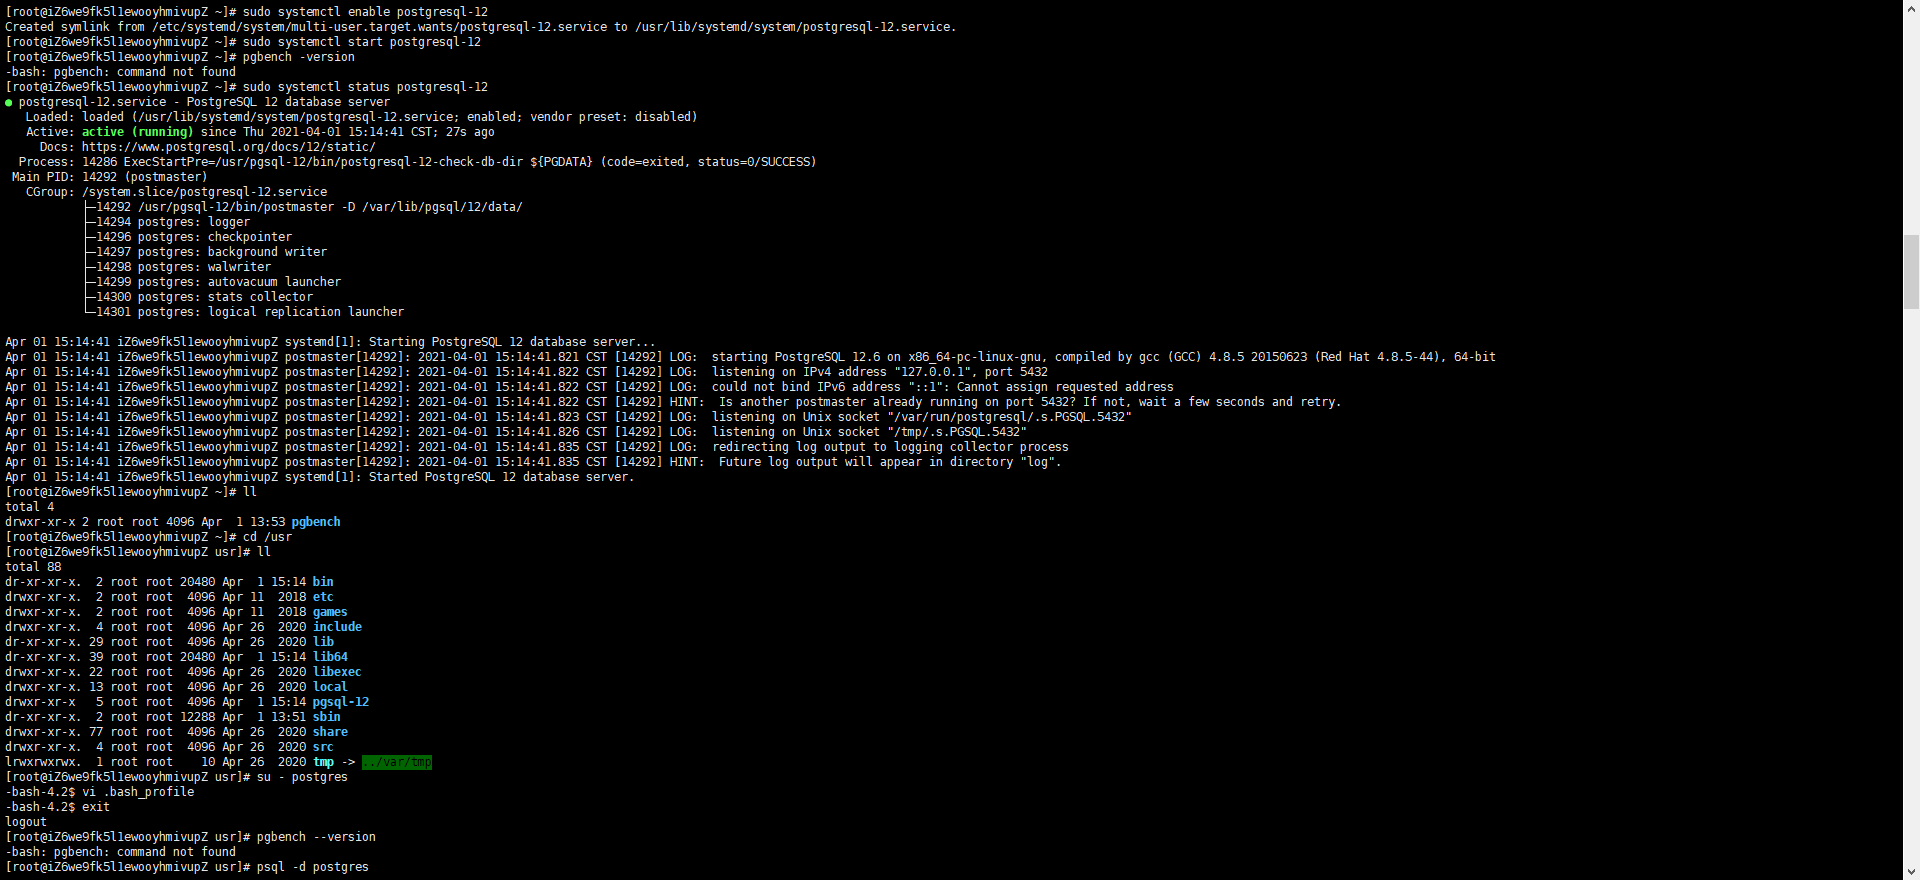 [root@iZ6we9fk5l1ewooyhmivupZ ~]# sudo systemctl enable postgresql-12
Created symlink from /etc/systemd/system/multi-user.target.wants/postgresql-12.service to /usr/lib/systemd/system/postgresql-12.service.
[root@iZ6we9fk5l1ewooyhmivupZ ~]# sudo systemctl start postgresql-12
[root@iZ6we9fk5l1ewooyhmivupZ ~]# pgbench -version
-bash: pgbench: command not found
[root@iZ6we9fk5l1ewooyhmivupZ ~]# sudo systemctl status postgresql-12
● postgresql-12.service - PostgreSQL 12 database server
   Loaded: loaded (/usr/lib/systemd/system/postgresql-12.service; enabled; vendor preset: disabled)
   Active: active (running) since Thu 2021-04-01 15:14:41 CST; 27s ago
     Docs: https://www.postgresql.org/docs/12/static/
  Process: 14286 ExecStartPre=/usr/pgsql-12/bin/postgresql-12-check-db-dir ${PGDATA} (code=exited, status=0/SUCCESS)
 Main PID: 14292 (postmaster)
   CGroup: /system.slice/postgresql-12.service
           ├─14292 /usr/pgsql-12/bin/postmaster -D /var/lib/pgsql/12/data/
           ├─14294 postgres: logger
           ├─14296 postgres: checkpointer
           ├─14297 postgres: background writer
           ├─14298 postgres: walwriter
           ├─14299 postgres: autovacuum launcher
           ├─14300 postgres: stats collector
           └─14301 postgres: logical replication launcher

Apr 01 15:14:41 iZ6we9fk5l1ewooyhmivupZ systemd[1]: Starting PostgreSQL 12 database server...
Apr 01 15:14:41 iZ6we9fk5l1ewooyhmivupZ postmaster[14292]: 2021-04-01 15:14:41.821 CST [14292] LOG:  starting PostgreSQL 12.6 on x86_64-pc-linux-gnu, compiled by gcc (GCC) 4.8.5 20150623 (Red Hat 4.8.5-44), 64-bit
Apr 01 15:14:41 iZ6we9fk5l1ewooyhmivupZ postmaster[14292]: 2021-04-01 15:14:41.822 CST [14292] LOG:  listening on IPv4 address "127.0.0.1", port 5432
Apr 01 15:14:41 iZ6we9fk5l1ewooyhmivupZ postmaster[14292]: 2021-04-01 15:14:41.822 CST [14292] LOG:  could not bind IPv6 address "::1": Cannot assign requested address
Apr 01 15:14:41 iZ6we9fk5l1ewooyhmivupZ postmaster[14292]: 2021-04-01 15:14:41.822 CST [14292] HINT:  Is another postmaster already running on port 5432? If not, wait a few seconds and retry.
Apr 01 15:14:41 iZ6we9fk5l1ewooyhmivupZ postmaster[14292]: 2021-04-01 15:14:41.823 CST [14292] LOG:  listening on Unix socket "/var/run/postgresql/.s.PGSQL.5432"
Apr 01 15:14:41 iZ6we9fk5l1ewooyhmivupZ postmaster[14292]: 2021-04-01 15:14:41.826 CST [14292] LOG:  listening on Unix socket "/tmp/.s.PGSQL.5432"
Apr 01 15:14:41 iZ6we9fk5l1ewooyhmivupZ postmaster[14292]: 2021-04-01 15:14:41.835 CST [14292] LOG:  redirecting log output to logging collector process
Apr 01 15:14:41 iZ6we9fk5l1ewooyhmivupZ postmaster[14292]: 2021-04-01 15:14:41.835 CST [14292] HINT:  Future log output will appear in directory "log".
Apr 01 15:14:41 iZ6we9fk5l1ewooyhmivupZ systemd[1]: Started PostgreSQL 12 database server.
[root@iZ6we9fk5l1ewooyhmivupZ ~]# ll
total 4
drwxr-xr-x 2 root root 4096 Apr  1 13:53 pgbench
[root@iZ6we9fk5l1ewooyhmivupZ ~]# cd /usr
[root@iZ6we9fk5l1ewooyhmivupZ usr]# ll
total 88
dr-xr-xr-x.  2 root root 20480 Apr  1 15:14 bin
drwxr-xr-x.  2 root root  4096 Apr 11  2018 etc
drwxr-xr-x.  2 root root  4096 Apr 11  2018 games
drwxr-xr-x.  4 root root  4096 Apr 26  2020 include
dr-xr-xr-x. 29 root root  4096 Apr 26  2020 lib
dr-xr-xr-x. 39 root root 20480 Apr  1 15:14 lib64
drwxr-xr-x. 22 root root  4096 Apr 26  2020 libexec
drwxr-xr-x. 13 root root  4096 Apr 26  2020 local
drwxr-xr-x   5 root root  4096 Apr  1 15:14 pgsql-12
dr-xr-xr-x.  2 root root 12288 Apr  1 13:51 sbin
drwxr-xr-x. 77 root root  4096 Apr 26  2020 share
drwxr-xr-x.  4 root root  4096 Apr 26  2020 src
lrwxrwxrwx.  1 root root    10 Apr 26  2020 tmp -> ../var/tmp
[root@iZ6we9fk5l1ewooyhmivupZ usr]# su - postgres
-bash-4.2$ vi .bash_profile
-bash-4.2$ exit
logout
[root@iZ6we9fk5l1ewooyhmivupZ usr]# pgbench --version
-bash: pgbench: command not found
[root@iZ6we9fk5l1ewooyhmivupZ usr]# psql -d postgres